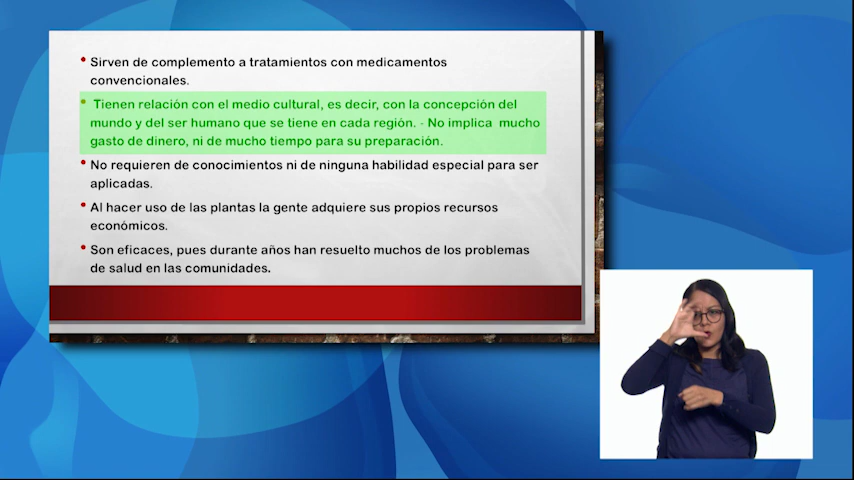 • Sirven de complemento a tratamientos con medicamentos
convencionales.
• Tienen relación con el medio cultural, es decir, con la concepción del
mundo y del ser humano que se tiene en cada región. - No implica mucho
gasto de dinero, ni de mucho tiempo para su preparación.
• No requieren de conocimientos ni de ninguna habilidad especial para ser
aplicadas.
• Al hacer uso de las plantas la gente adquiere sus propios recursos
económicos.
• Son eficaces, pues durante años han resuelto muchos de los problemas
de salud en las comunidades.